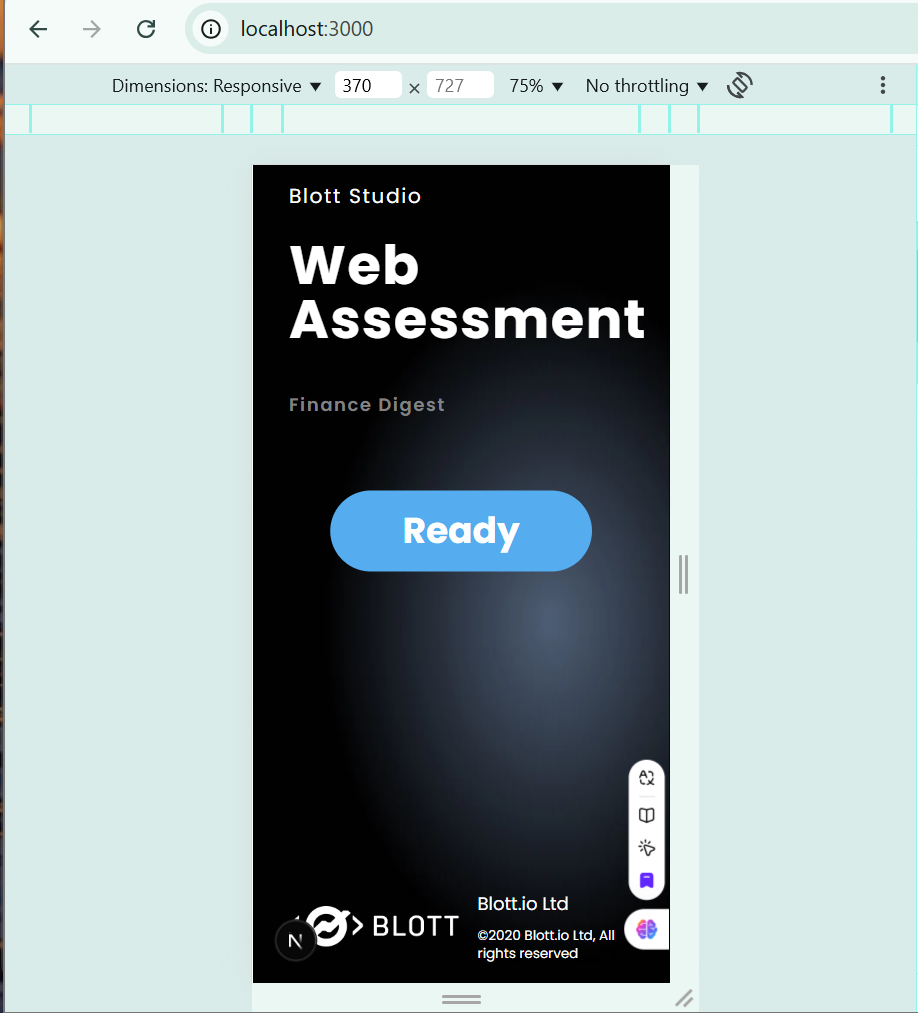 localhost:3000
Dimensions: Responsive ▼ 370 × 727 75% ▼ No throttling ▼
Blott Studio
Web
Assessment
Finance Digest
Ready
BLOTT
N
Blott.io Ltd
©2020 Blott.io Ltd, All
rights reserved